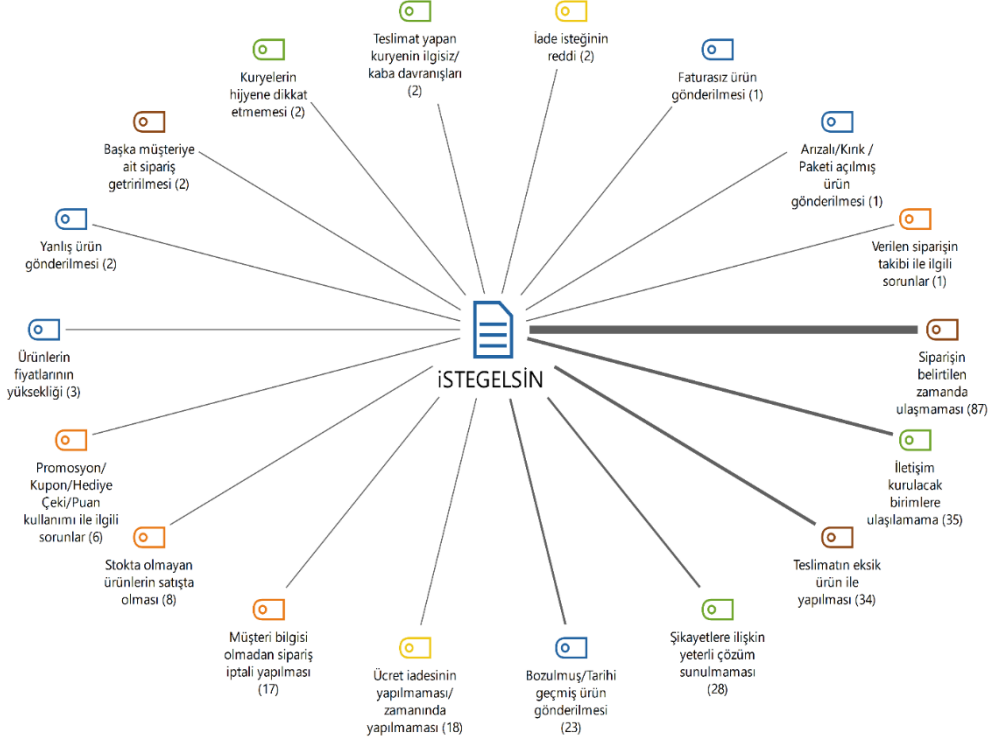 Teslimat yapan
kuryenin ilgisiz/
kaba davranışları
(2)
İade isteğinin
reddi (2)
Faturasız ürün
gönderilmesi (1)
Arızalı/Kırık /
Paketi açılmış
ürün
gönderilmesi (1)
Verilen siparişin
takibi ile ilgili
sorunlar (1)
Siparişin
belirtilen
zamanda
ulaşmaması (87)
İletişim
kurulacak
birimlere
ulaşılamama (35)
Teslimatın eksik
ürün ile
yapılması (34)
Şikayetlere ilişkin
yeterli çözüm
sunulmaması
(28)
Bozulmuş/Tarihi
geçmiş ürün
gönderilmesi
(23)
Ücret iadesinin
yapılmaması/
zamanında
yapılmaması (18)
Müşteri bilgisi
olmadan sipariş
iptali yapılması
(17)
Stokta olmayan
ürünlerin satışta
olması (8)
Promosyon/
Kupon/Hediye
Çeki/Puan
kullanımı ile ilgili
sorunlar (6)
Ürünlerin
fiyatlarının
yüksekliği (3)
Yanlış ürün
gönderilmesi (2)
Başka müşteriye
ait sipariş
getririlmesi (2)
Kuryelerin
hijyene dikkat
etmemesi (2)
iSTEGELSİN